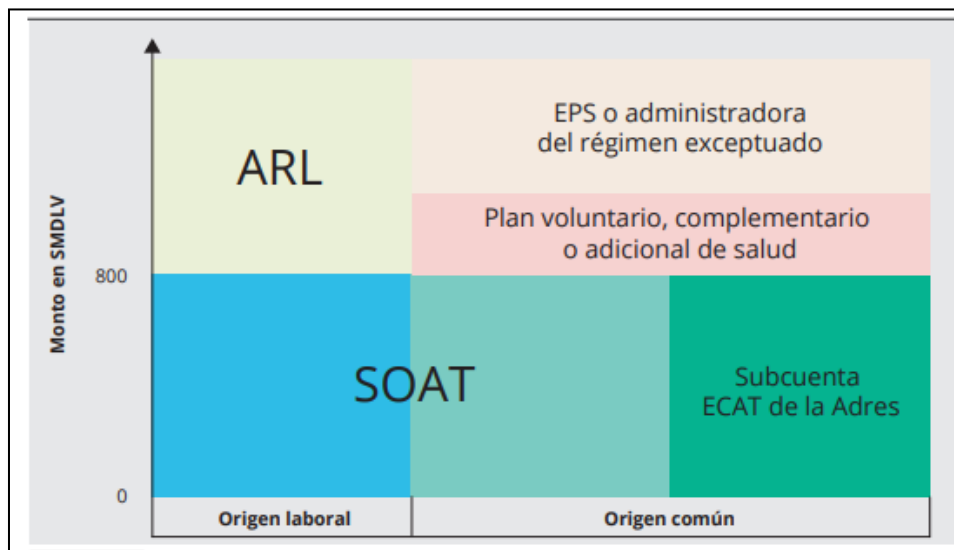 EPS o administradora
del régimen exceptuado
ARL
Plan voluntario, complementario
o adicional de salud
Monto en SMDLV
800
SOAT
Subcuenta
ECAT de la Adres
0
Origen laboral
Origen común